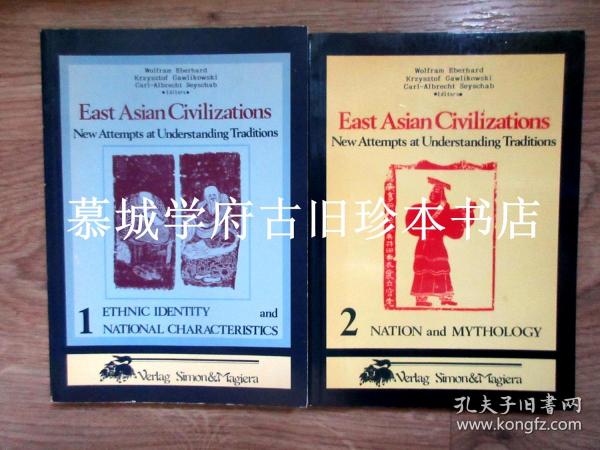 Wolfram Eberhard
Krzysztof Gawlikowski
Carl-Albrecht Seyschab
•Editors•
East Asian Civilizations
New Attempts at Understanding Traditions
1 ETHNIC IDENTITY and
NATIONAL CHARACTERISTICS
Verlag Simon&Magiera
Wolfram Eberhard
Krzysztof Gawlikowski
Carl-Albrecht Seyschab
•Editors•
East Asian Civilizations
New Attempts at Understanding Traditions
2 NATION and MYTHOLOGY
Verlag Simon&Magiera
慕城学府古旧珍本书店
孔夫子旧书网
www.kongfz.com